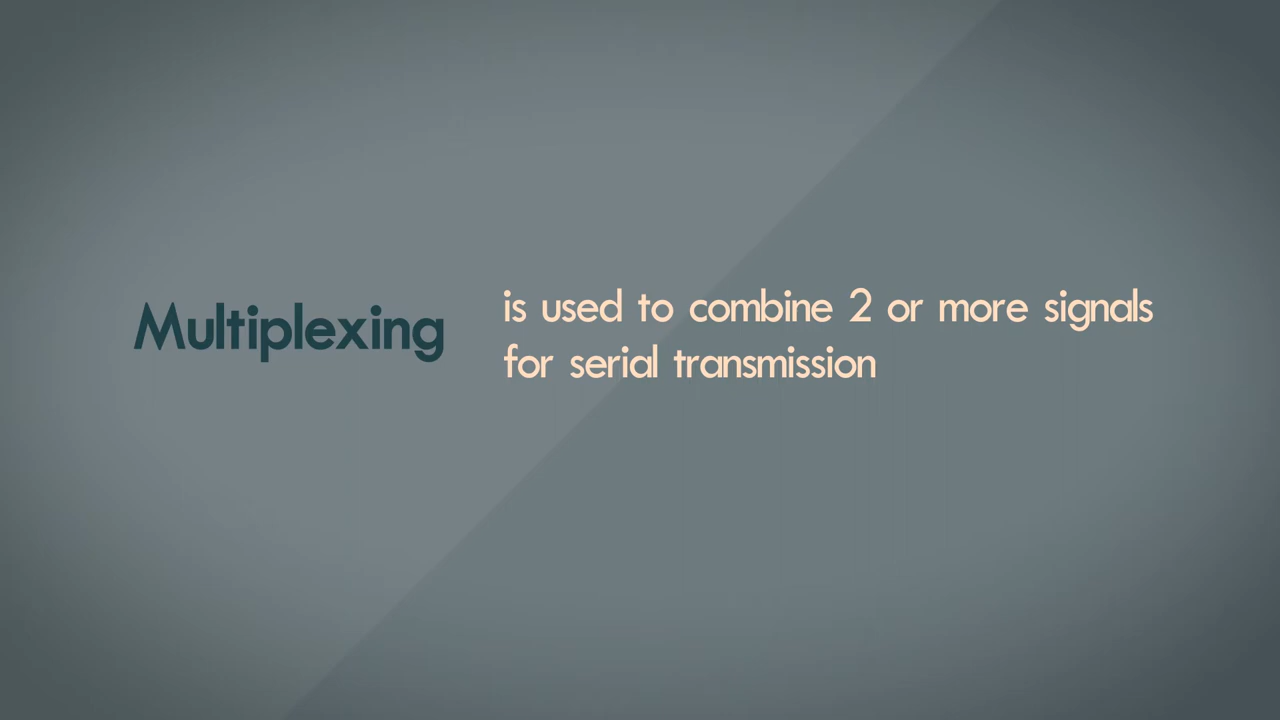 Multiplexing
is used to combine 2 or more signals
for serial transmission